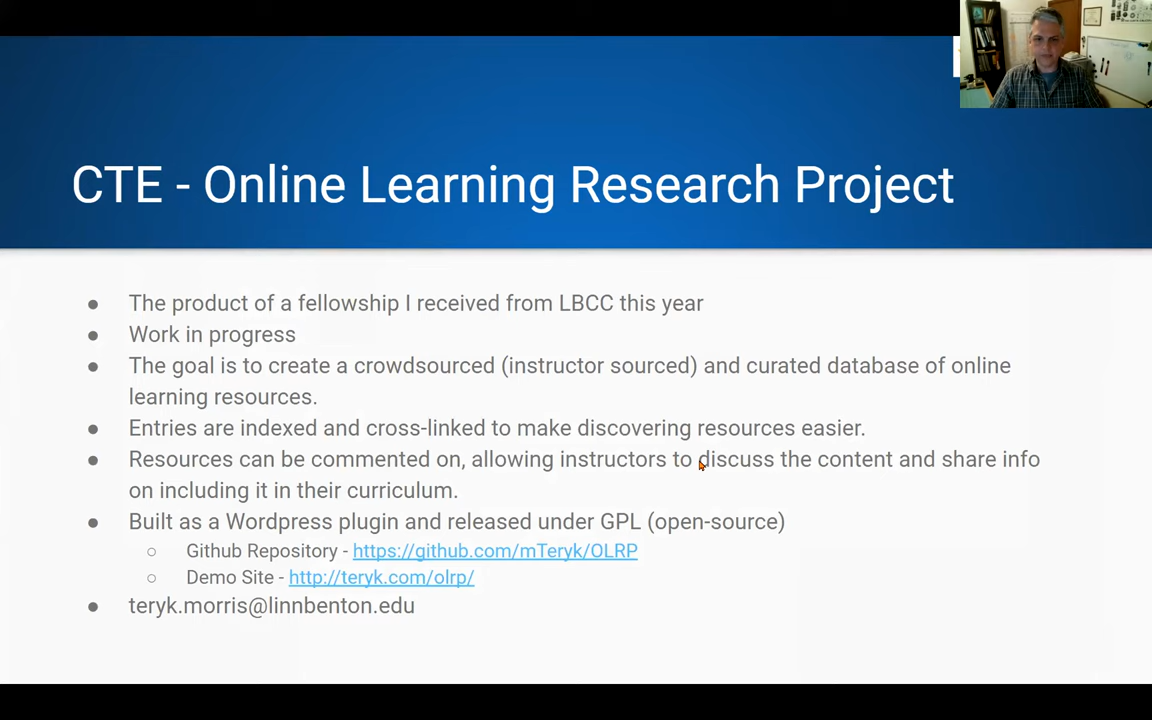 CTE - Online Learning Research Project
● The product of a fellowship I received from LBCC this year
● Work in progress
● The goal is to create a crowdsourced (instructor sourced) and curated database of online
learning resources.
● Entries are indexed and cross-linked to make discovering resources easier.
● Resources can be commented on, allowing instructors to discuss the content and share info
on including it in their curriculum.
● Built as a Wordpress plugin and released under GPL (open-source)
○ Github Repository - https://github.com/mTeryk/OLRP
○ Demo Site - http://teryk.com/olrp/
● teryk.morris@linnbenton.edu